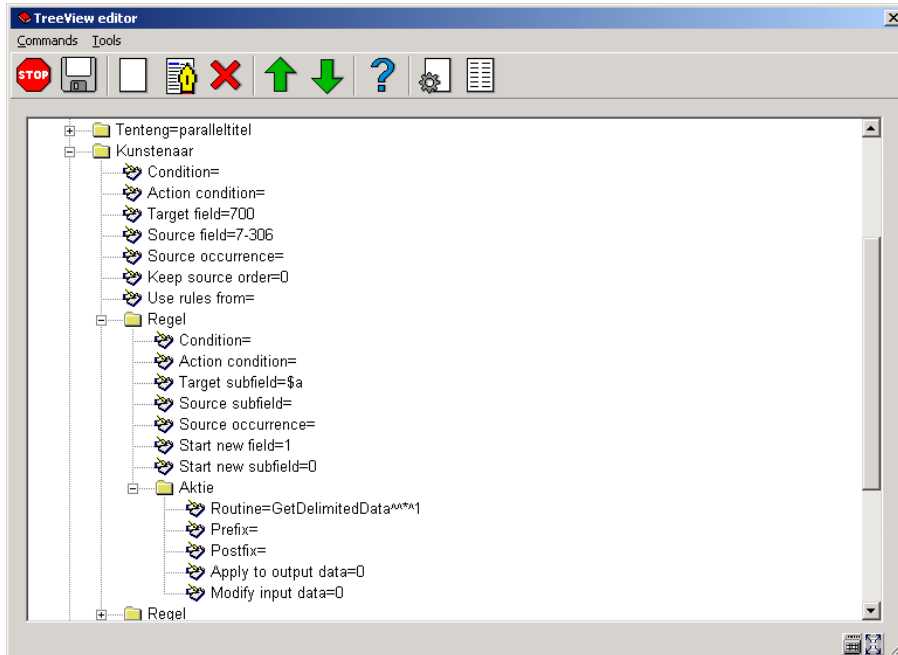 TreeView editor
Commands Tools
STOP
Tenteng=paralleltitel
Kunstenaar
Condition=
Action condition=
Target field=700
Source field=7-306
Source occurrence=
Keep source order=0
Use rules from=
Regel
Condition=
Action condition=
Target subfield=$a
Source subfield=
Source occurrence=
Start new field=1
Start new subfield=0
Aktie
Routine=GetDelimitedData^^*^1
Prefix=
Postfix=
Apply to output data=0
Modify input data=0
Regel